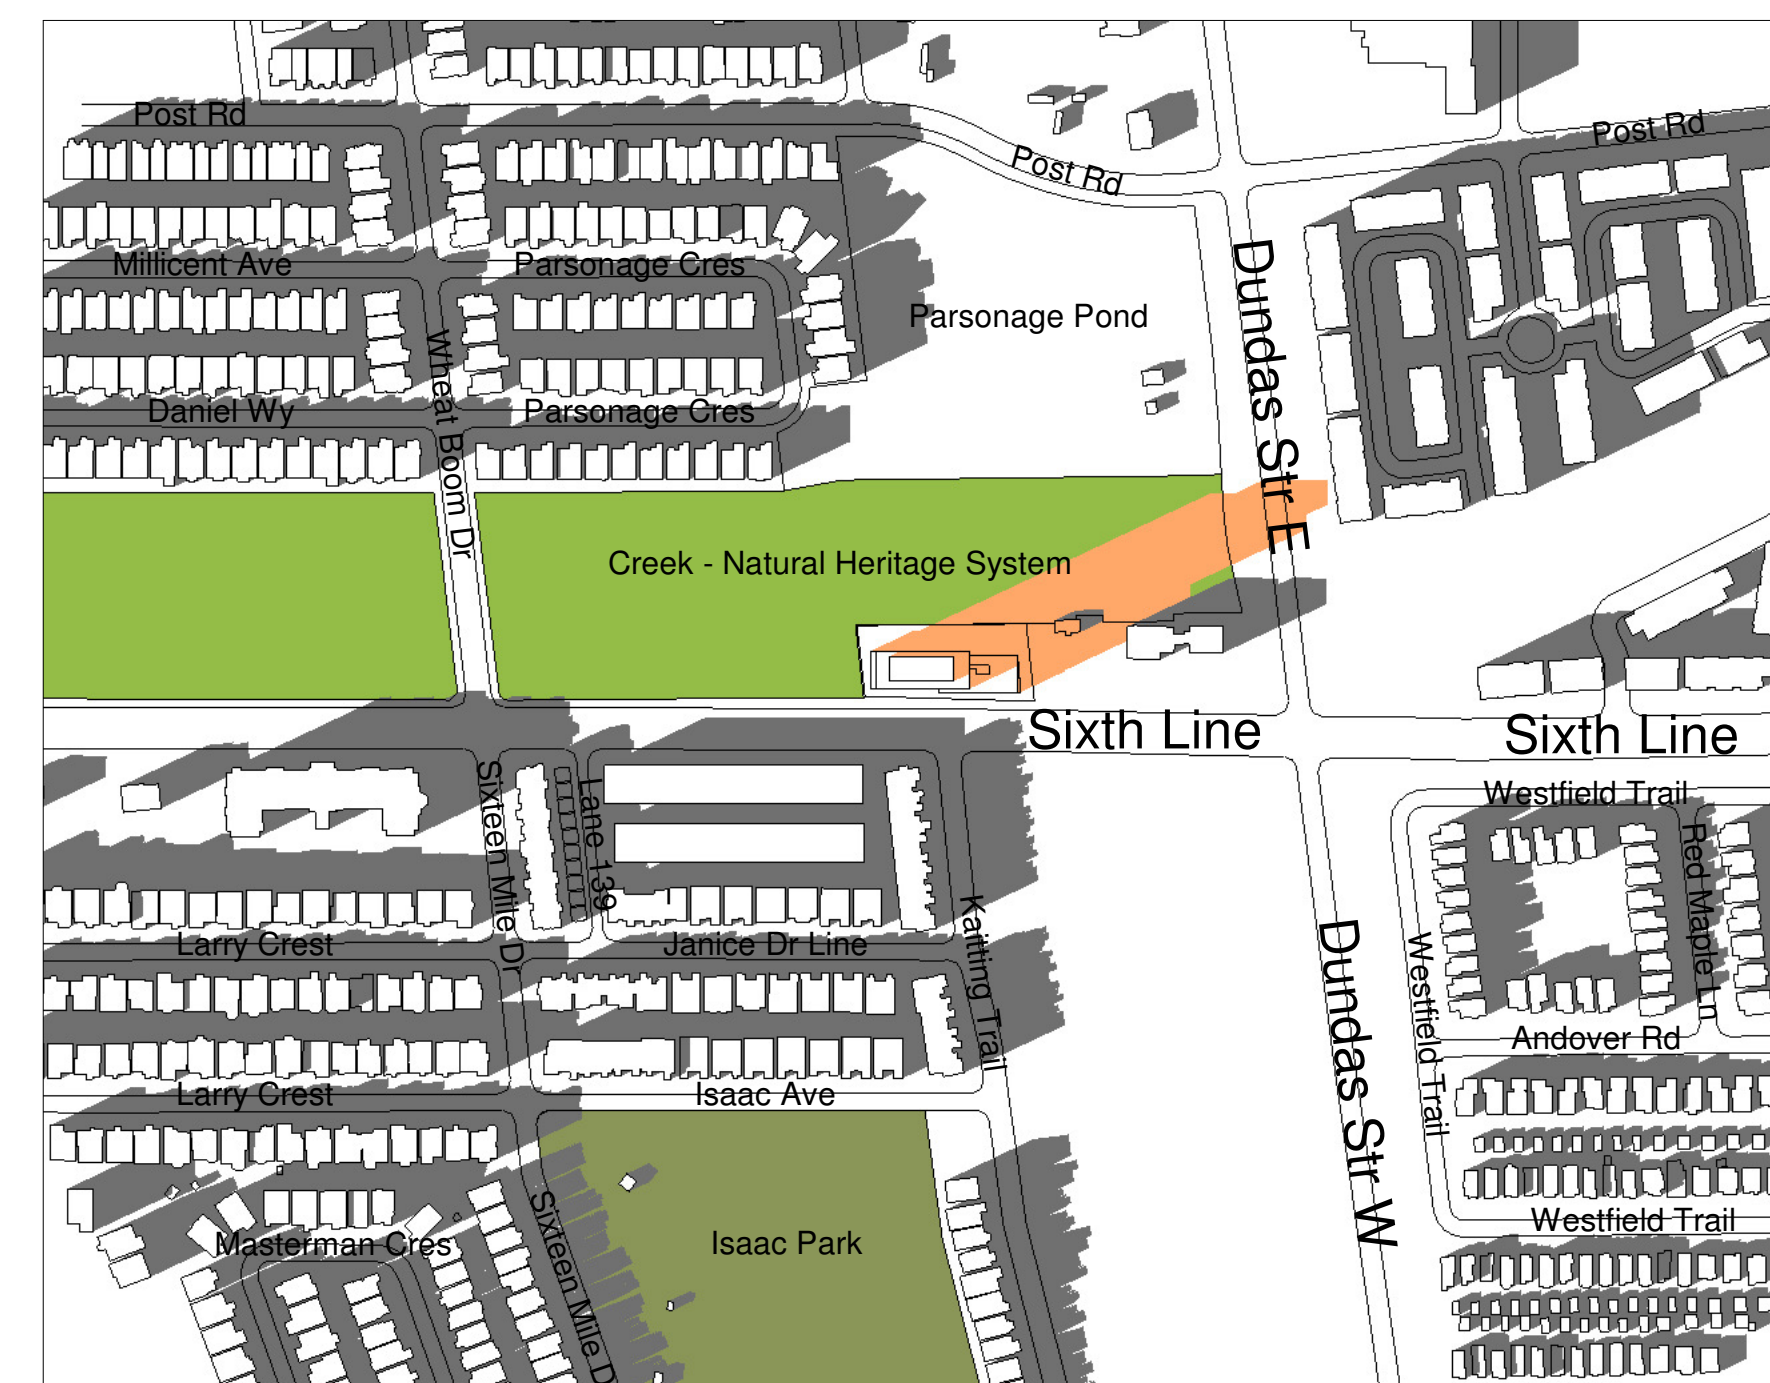 Post Rd
Post Rd
Post Rd
Millicent Ave
Parsonage Cres
Dundas Str E
Parsonage Pond
Wheat Boom Dr
Daniel Wy
Parsonage Cres
Creek - Natural Heritage System
Sixth Line
Sixth Line
Sixteen Mile Dr
Lane 139
Westfield Trail
Red Maple Ln
Larry Crest
Janice Dr Line
Kaitting Trail
Dundas Str W
Westfield Trail
Andover Rd
Larry Crest
Isaac Ave
Sixteen Mile D
Masterman Cres
Isaac Park
Westfield Trail